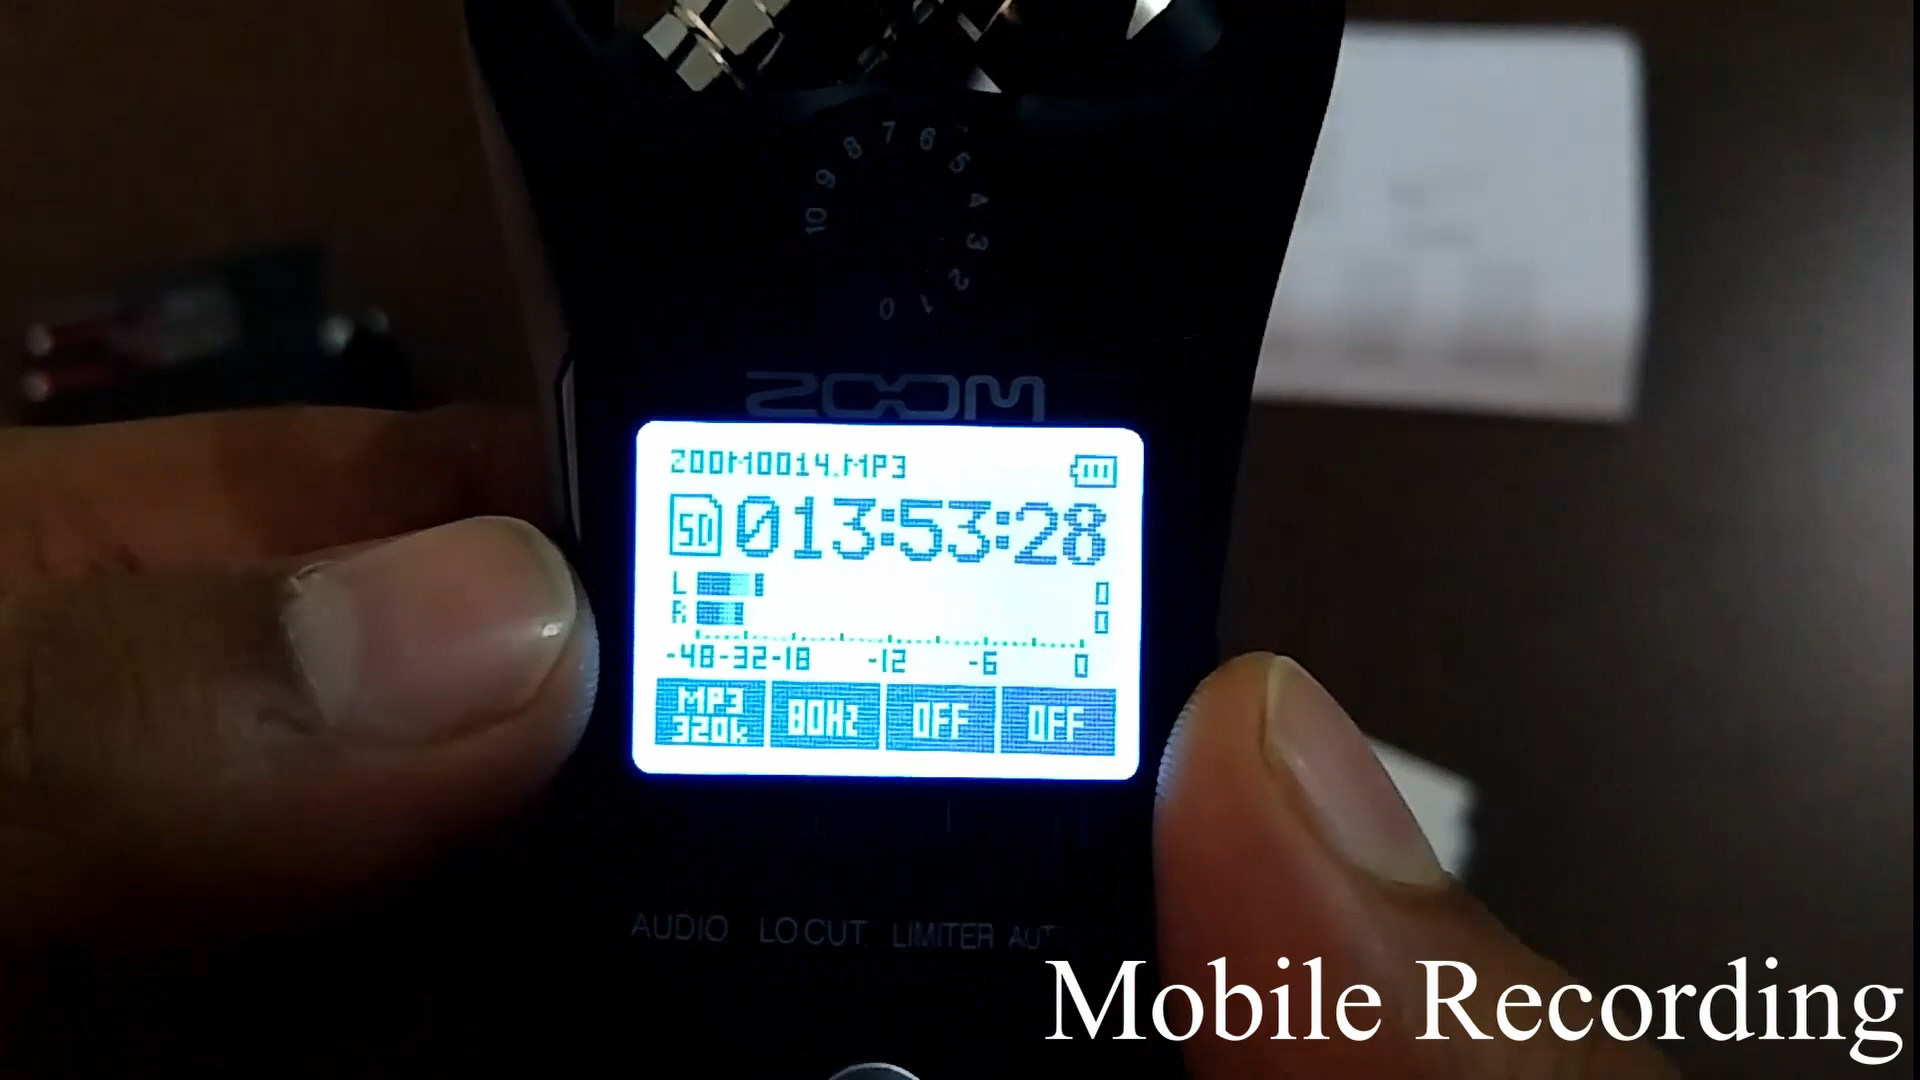 10 9 8 7 6 5 4 3 2 1 0
ZOOM
ZOOM0014.MP3
SD 013:53:28
L 0
R 0
-48 -32 -18 -12 -6 0
MP3 320k 80Hz OFF OFF
AUDIO LO CUT LIMITER
Mobile Recording